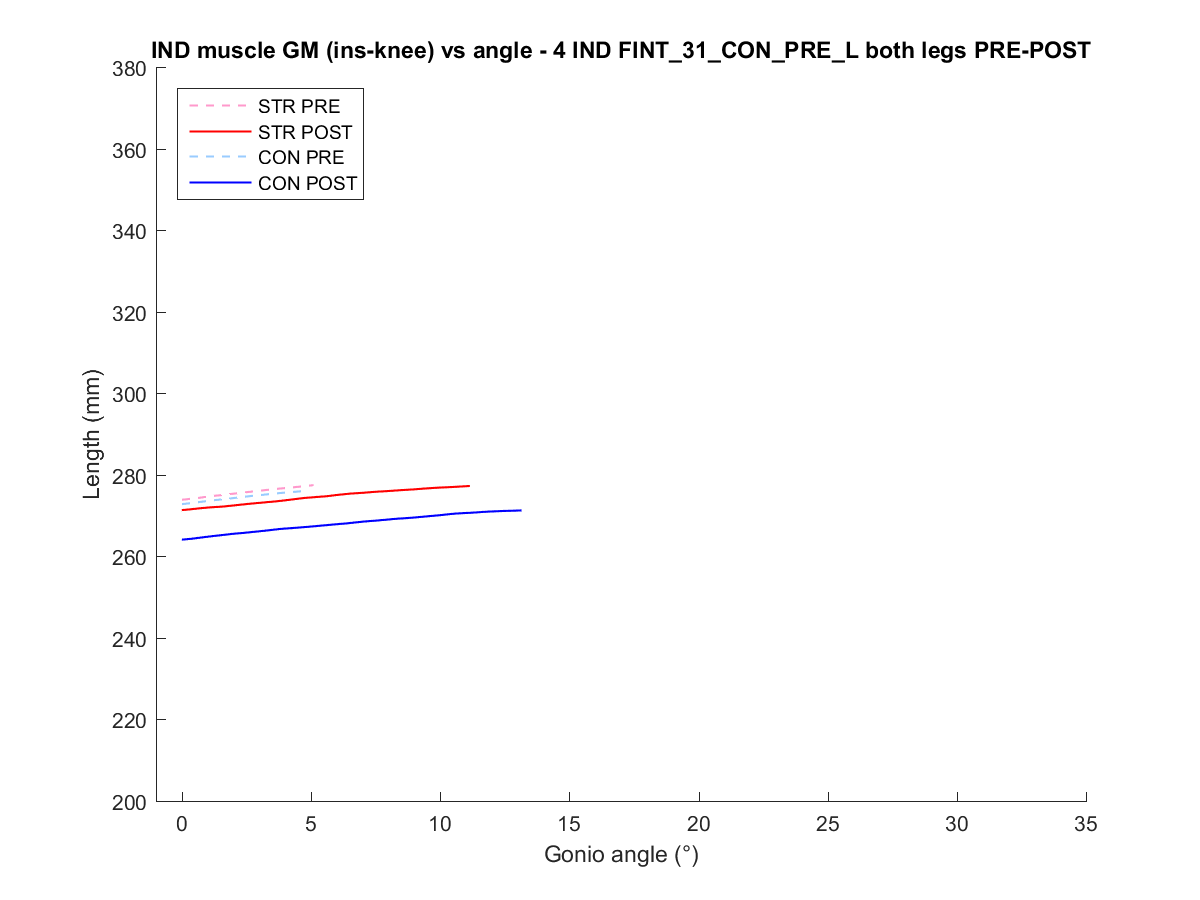 IND muscle GM (ins-knee) vs angle - 4 IND FINT_31_CON_PRE_L both legs PRE-POST
380
360
340
320
300
280
260
240
220
200
Length (mm)
STR PRE
STR POST
CON PRE
CON POST
0 5 10 15 20 25 30 35
Gonio angle (°)